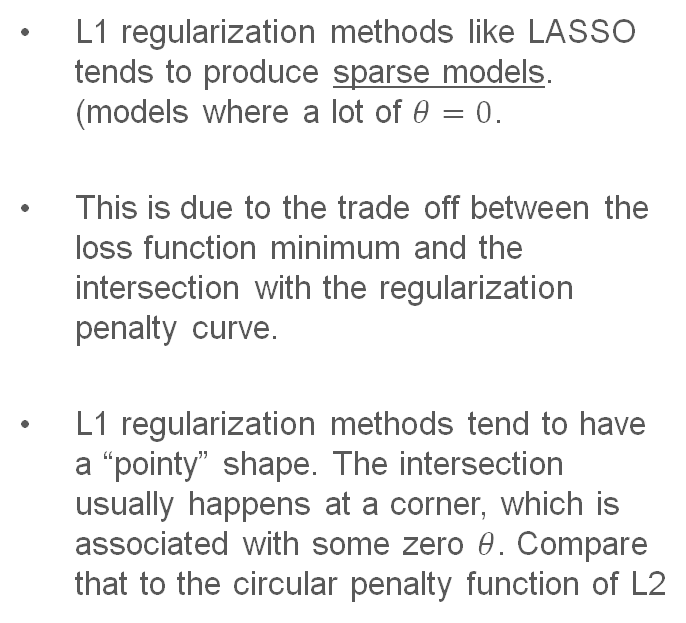 • L1 regularization methods like LASSO
tends to produce sparse models.
(models where a lot of θ = 0.
• This is due to the trade off between the
loss function minimum and the
intersection with the regularization
penalty curve.
• L1 regularization methods tend to have
a “pointy” shape. The intersection
usually happens at a corner, which is
associated with some zero θ. Compare
that to the circular penalty function of L2